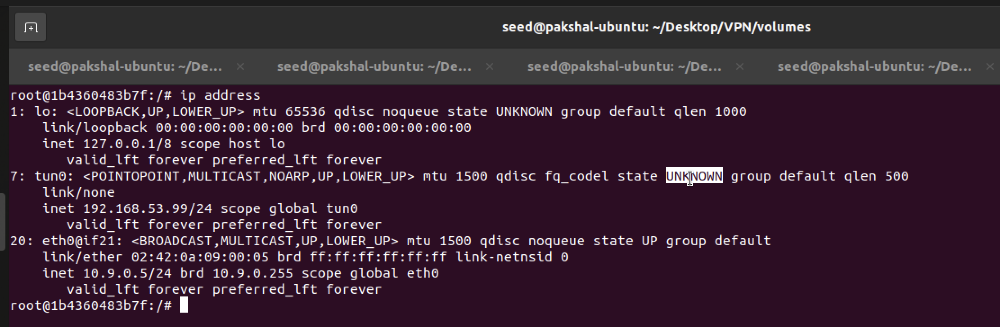 seed@pakshal-ubuntu: ~/Desktop/VPN/volumes
seed@pakshal-ubuntu: ~/De... × seed@pakshal-ubuntu: ~/De... × seed@pakshal-ubuntu: ~/De... × seed@pakshal-ubuntu: ~/De... ×
root@1b4360483b7f:/# ip address
1: lo: <LOOPBACK,UP,LOWER_UP> mtu 65536 qdisc noqueue state UNKNOWN group default qlen 1000
    link/loopback 00:00:00:00:00:00 brd 00:00:00:00:00:00
    inet 127.0.0.1/8 scope host lo
       valid_lft forever preferred_lft forever
7: tun0: <POINTOPOINT,MULTICAST,NOARP,UP,LOWER_UP> mtu 1500 qdisc fq_codel state UNKNOWN group default qlen 500
    link/none
    inet 192.168.53.99/24 scope global tun0
       valid_lft forever preferred_lft forever
20: eth0@if21: <BROADCAST,MULTICAST,UP,LOWER_UP> mtu 1500 qdisc noqueue state UP group default
    link/ether 02:42:0a:09:00:05 brd ff:ff:ff:ff:ff:ff link-netnsid 0
    inet 10.9.0.5/24 brd 10.9.0.255 scope global eth0
       valid_lft forever preferred_lft forever
root@1b4360483b7f:/#